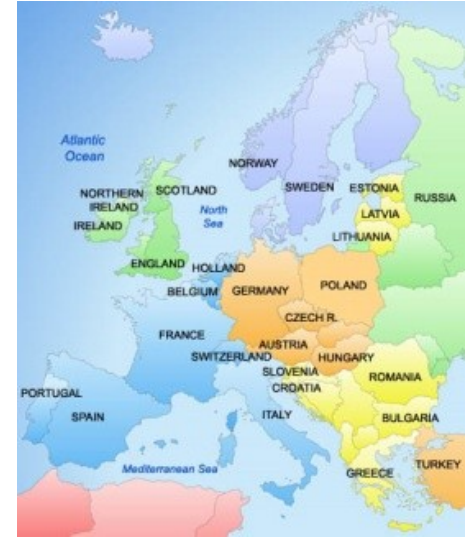 Atlantic
Ocean
NORWAY
SWEDEN
ESTONIA
RUSSIA
LATVIA
LITHUANIA
NORTHERN
IRELAND
SCOTLAND
IRELAND
North
Sea
ENGLAND
HOLLAND
BELGIUM
GERMANY
POLAND
CZECH R.
FRANCE
SWITZERLAND
AUSTRIA
HUNGARY
SLOVENIA
CROATIA
ROMANIA
PORTUGAL
SPAIN
ITALY
BULGARIA
Mediterranean Sea
GREECE
TURKEY